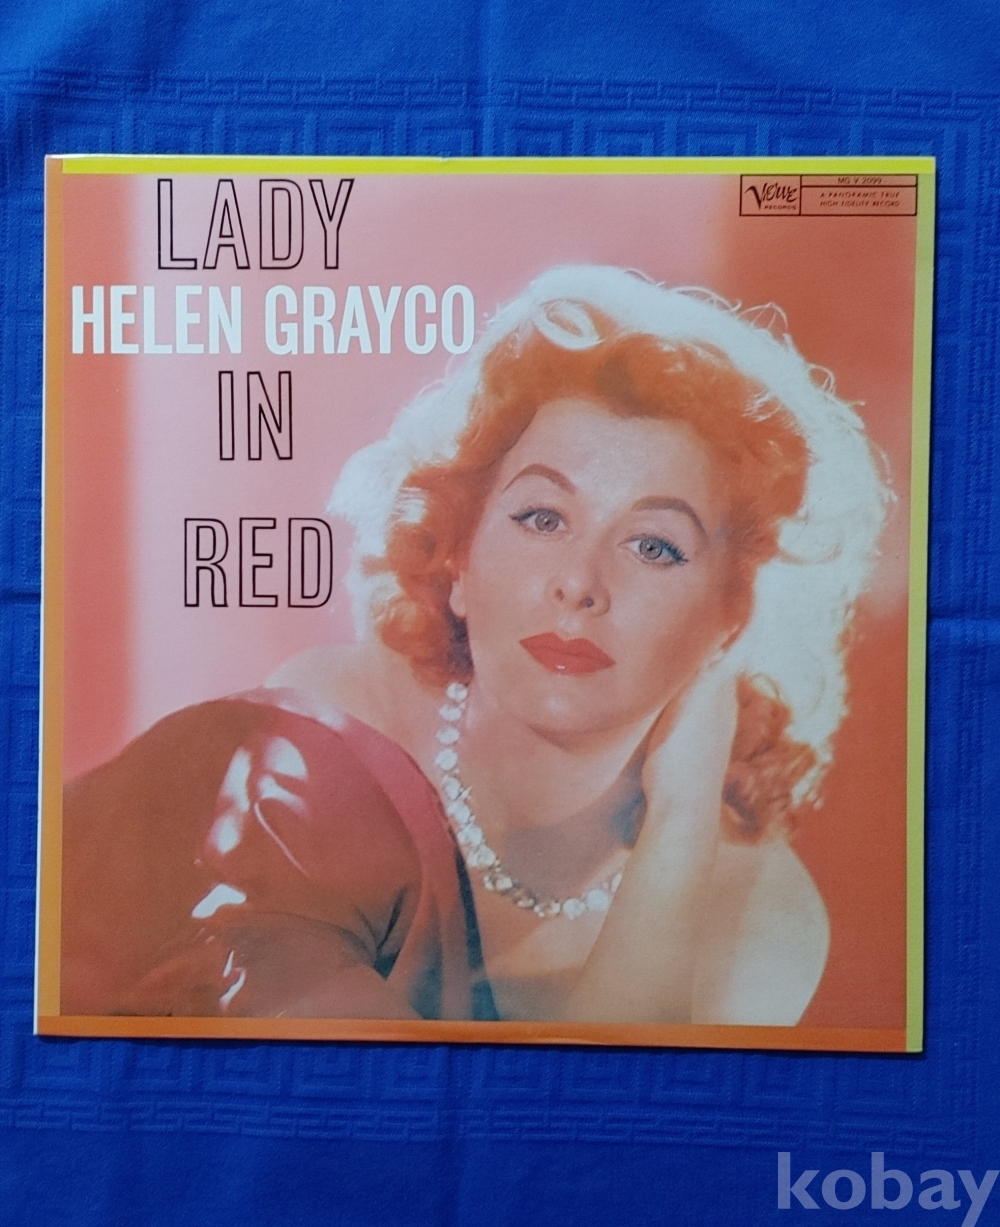 LADY
HELEN GRAYCO
IN
RED
Verve
RECORDS
MG V 2099
A PANORAMIC TRUE
HIGH FIDELITY RECORD
kobay